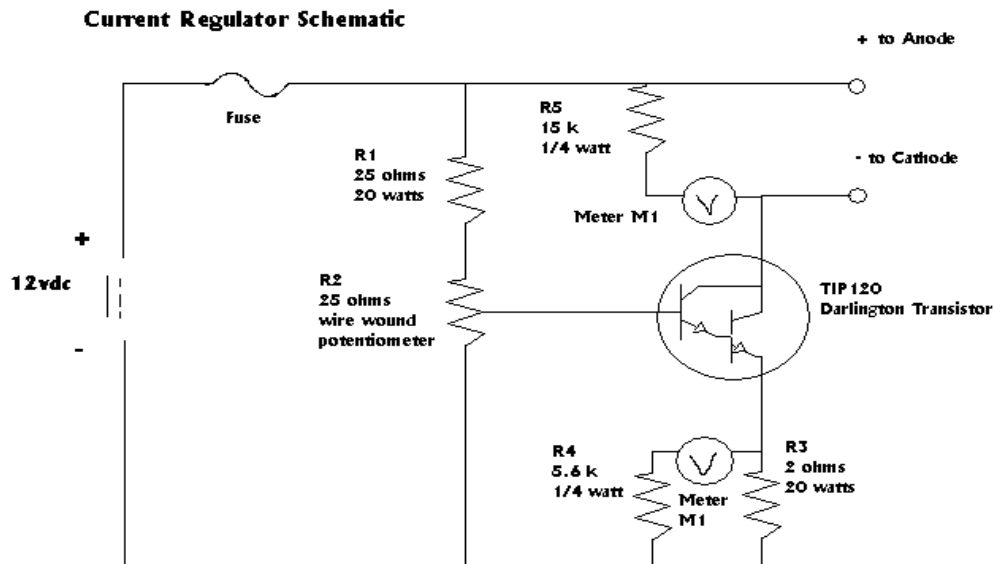 Current Regulator Schematic
+ to Anode
Fuse
R5
15 k
1/4 watt
R1
25 ohms
20 watts
- to Cathode
Meter M1
V
+
12vdc
-
R2
25 ohms
wire wound
potentiometer
TIP120
Darlington Transistor
R4
5.6 k
1/4 watt
V
Meter
M1
R3
2 ohms
20 watts